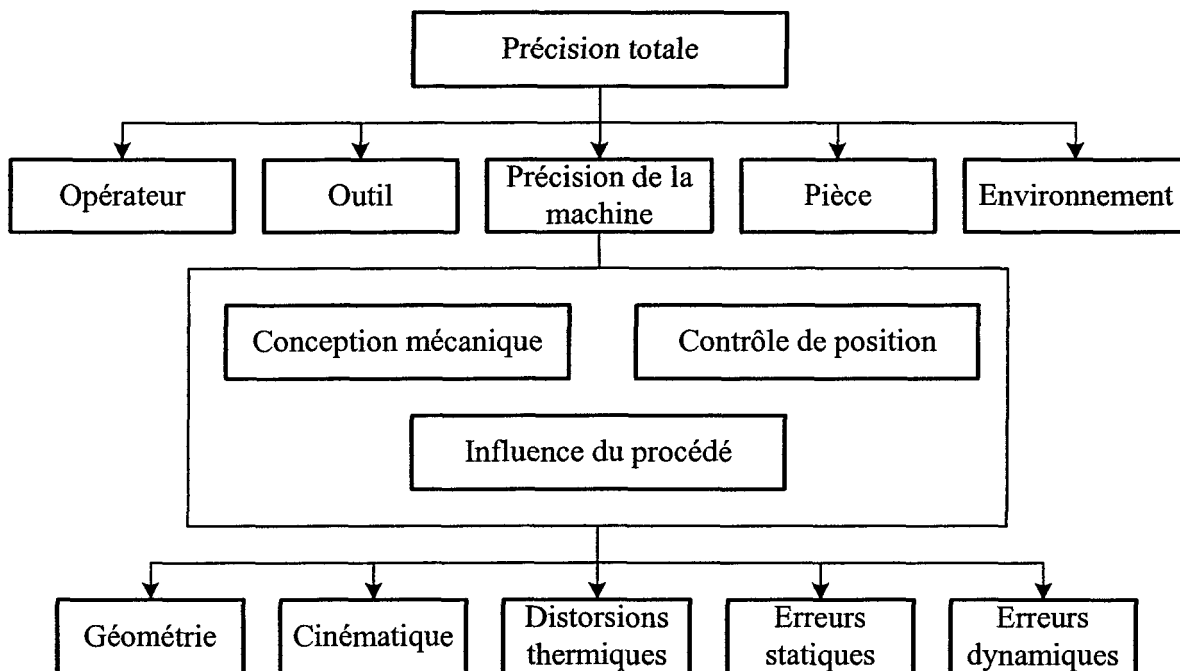 Précision totale
Opérateur
Outil
Précision de la
machine
Pièce
Environnement
Conception mécanique
Contrôle de position
Influence du procédé
Géométrie
Cinématique
Distorsions
thermiques
Erreurs
statiques
Erreurs
dynamiques